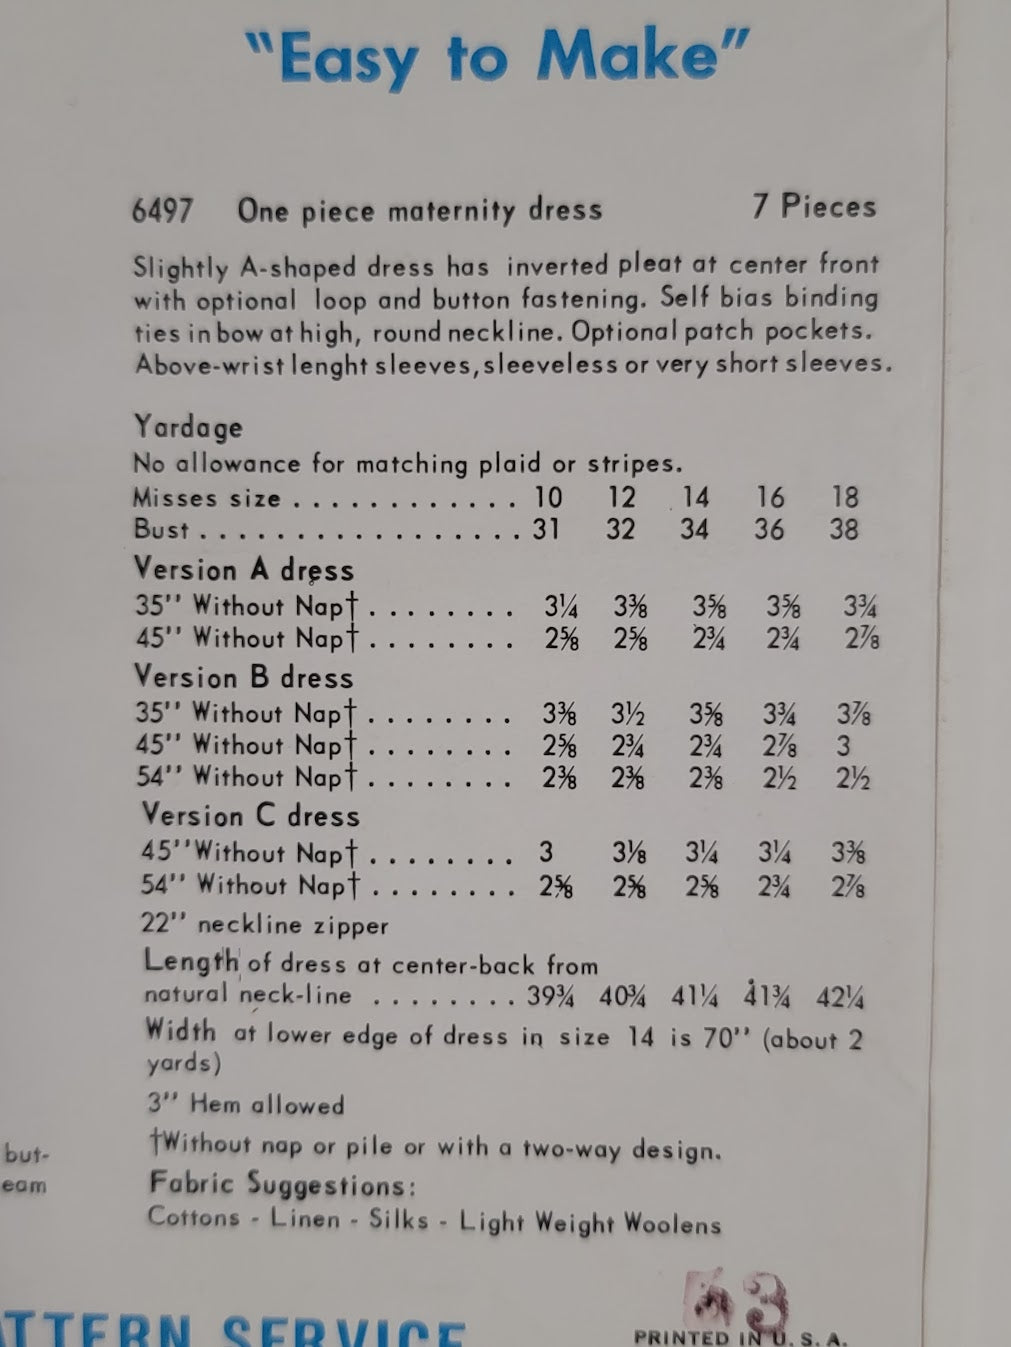 "Easy to Make"
6497 One piece maternity dress 7 Pieces
Slightly A-shaped dress has inverted pleat at center front
with optional loop and button fastening. Self bias binding
ties in bow at high, round neckline. Optional patch pockets.
Above-wrist lenght sleeves, sleeveless or very short sleeves.
Yardage
No allowance for matching plaid or stripes.
Misses size . . . . . . . . . . . . 10 12 14 16 18
Bust . . . . . . . . . . . . . . . . . 31 32 34 36 38
Version A dress
35'' Without Nap† . . . . . . . . 3¼ 3⅜ 3⅝ 3⅝ 3¾
45'' Without Nap† . . . . . . . . 2⅝ 2⅝ 2¾ 2¾ 2⅞
Version B dress
35'' Without Nap† . . . . . . . . 3⅜ 3½ 3⅝ 3¾ 3⅞
45'' Without Nap† . . . . . . . . 2⅝ 2¾ 2¾ 2⅞ 3
54'' Without Nap† . . . . . . . . 2⅜ 2⅜ 2⅜ 2½ 2½
Version C dress
45'' Without Nap† . . . . . . . . 3 3⅛ 3¼ 3¼ 3⅜
54'' Without Nap† . . . . . . . . 2⅝ 2⅝ 2⅝ 2¾ 2⅞
22'' neckline zipper
Length of dress at center-back from
natural neck-line . . . . . . . . 39¾ 40¾ 41¼ 41¾ 42¼
Width at lower edge of dress in size 14 is 70'' (about 2
yards)
3'' Hem allowed
†Without nap or pile or with a two-way design.
but-
eam
Fabric Suggestions:
Cottons - Linen - Silks - Light Weight Woolens
3
ATTERN SERVICE
PRINTED IN U. S. A.